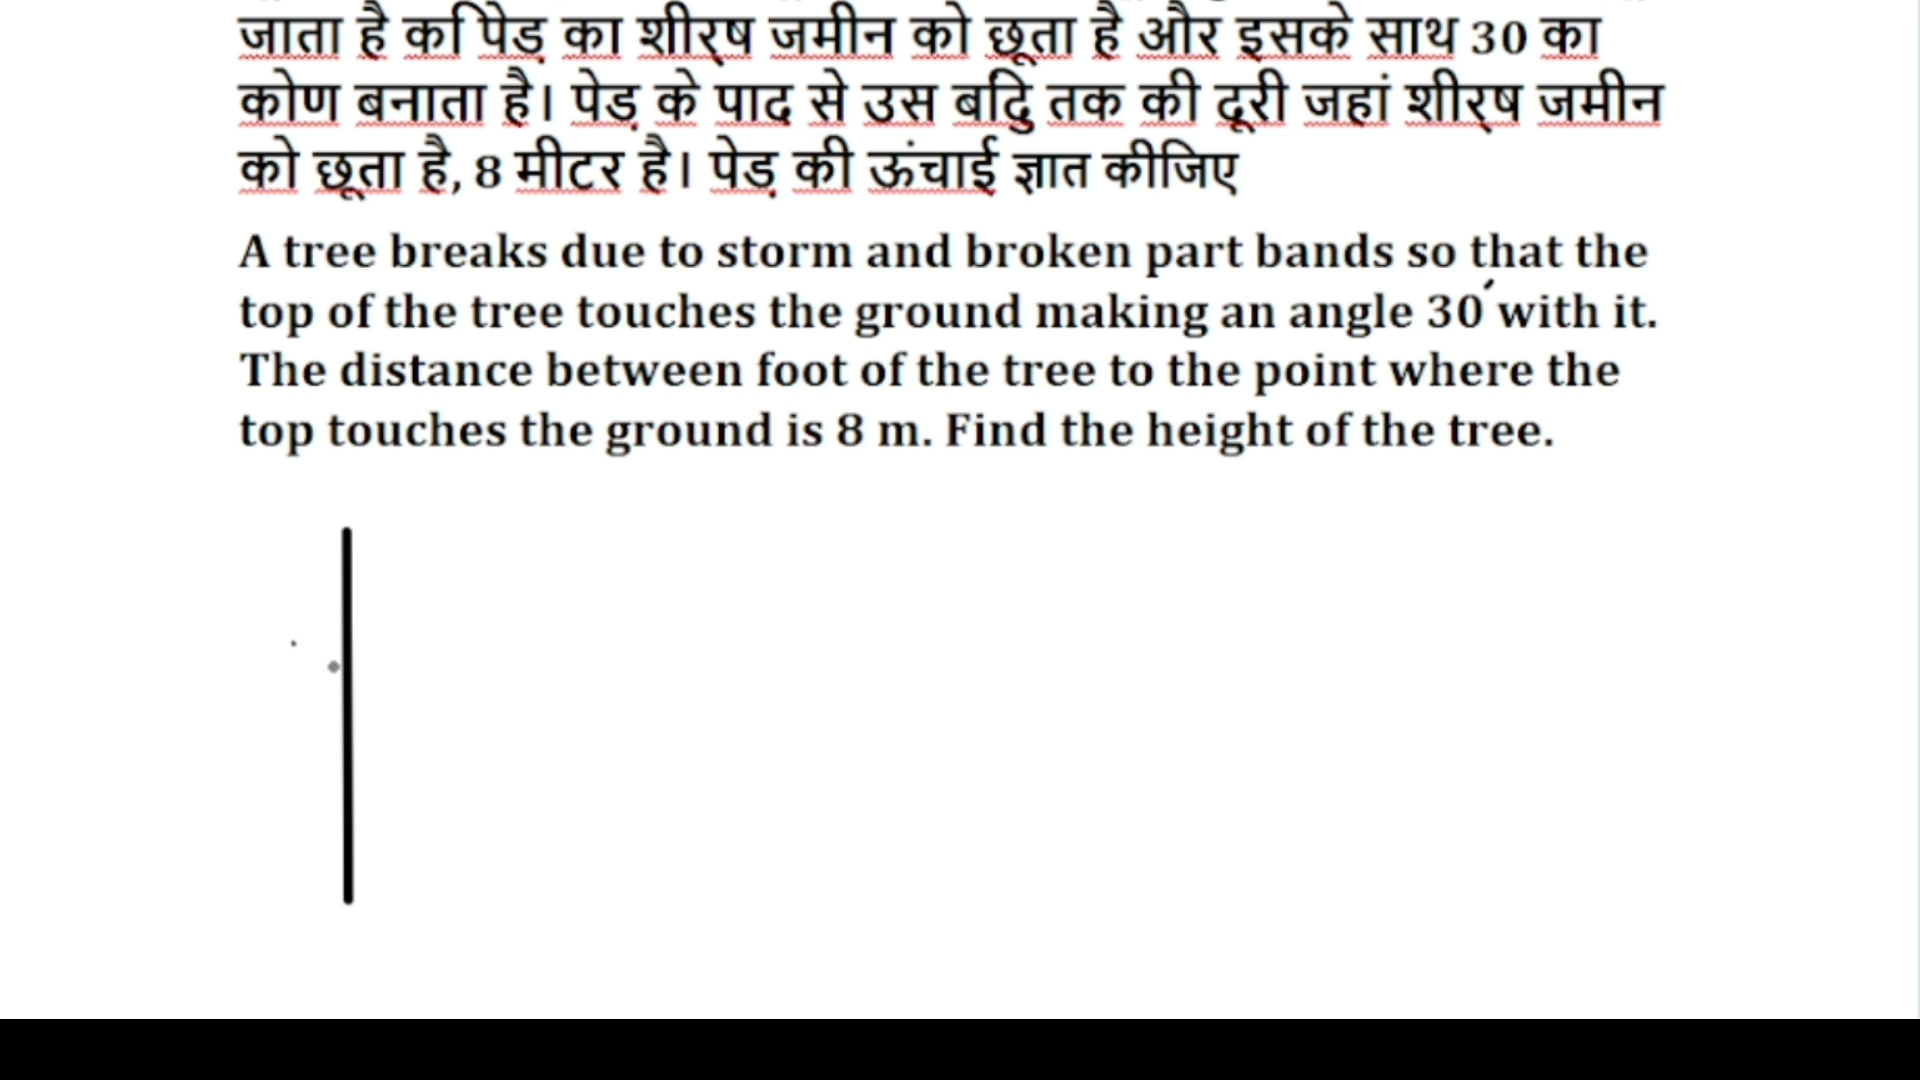 जाता है कि पेड़ का शीर्ष जमीन को छूता है और इसके साथ 30 का
कोण बनाता है। पेड़ के पाद से उस बिंदु तक की दूरी जहां शीर्ष जमीन
को छूता है, 8 मीटर है। पेड़ की ऊंचाई ज्ञात कीजिए
A tree breaks due to storm and broken part bands so that the
top of the tree touches the ground making an angle 30 with it.
The distance between foot of the tree to the point where the
top touches the ground is 8 m. Find the height of the tree.